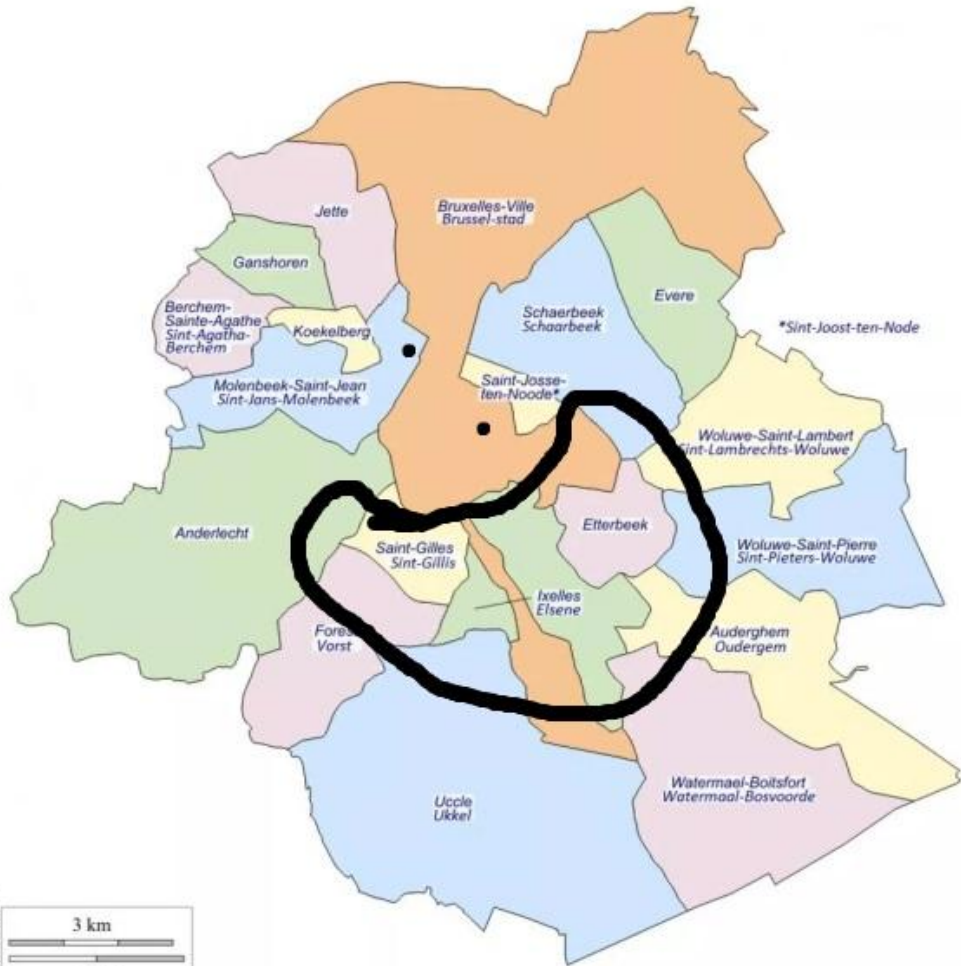 Jette
Bruxelles-Ville
Brussel-stad
Ganshoren
Evere
Berchem-
Sainte-Agathe
Sint-Agatha-
Berchem
Koekelberg
Schaerbeek
Schaarbeek
*Sint-Joost-ten-Node
Molenbeek-Saint-Jean
Sint-Jans-Molenbeek
Saint-Josse-
ten-Noode*
Woluwe-Saint-Lambert
Sint-Lambrechts-Woluwe
Anderlecht
Etterbeek
Saint-Gilles
Sint-Gillis
Woluwe-Saint-Pierre
Sint-Pieters-Woluwe
Ixelles
Elsene
Fores
Vorst
Auderghem
Oudergem
Uccle
Ukkel
Watermael-Boitsfort
Watermaal-Bosvoorde
3 km